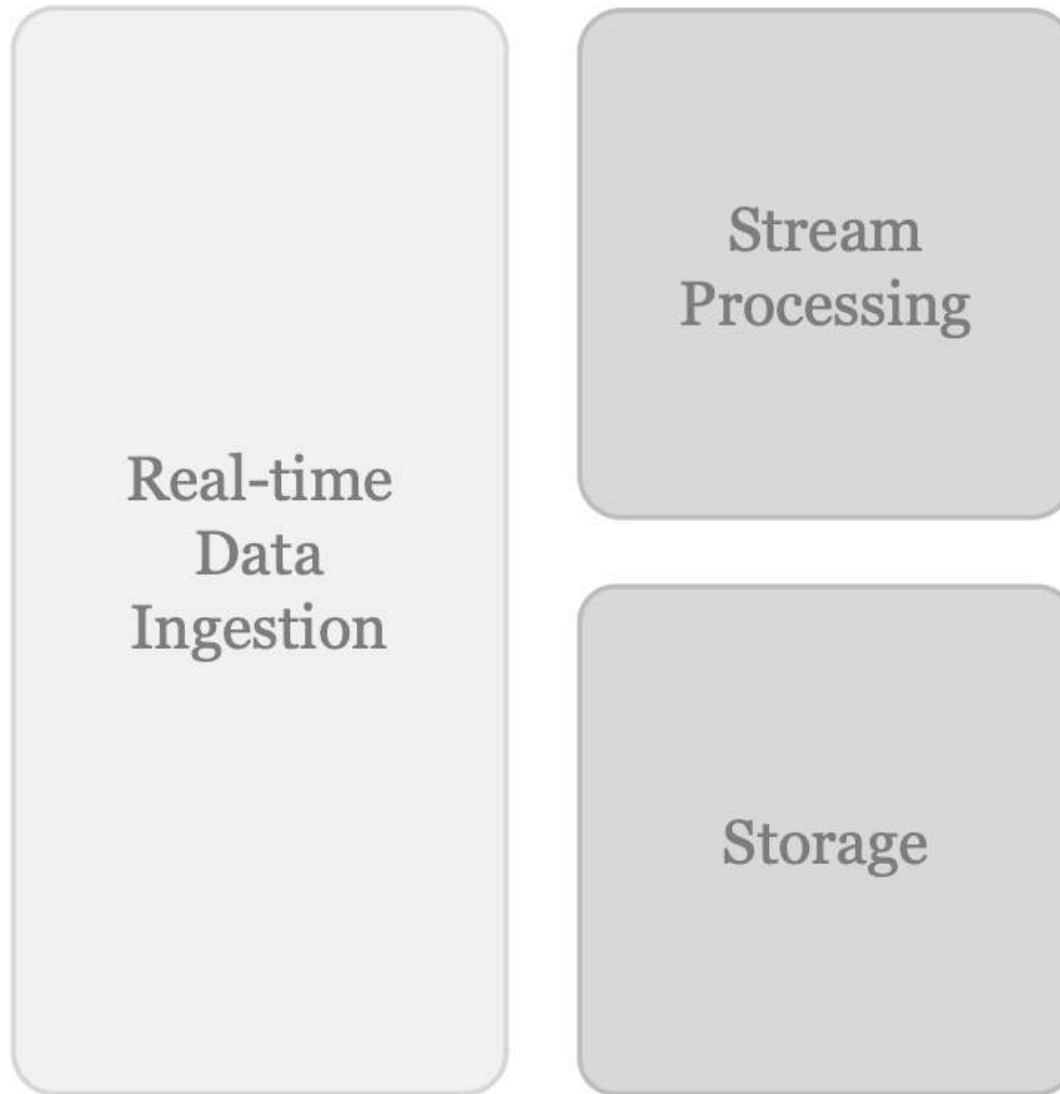 Real-time
Data
Ingestion
Stream
Processing
Storage